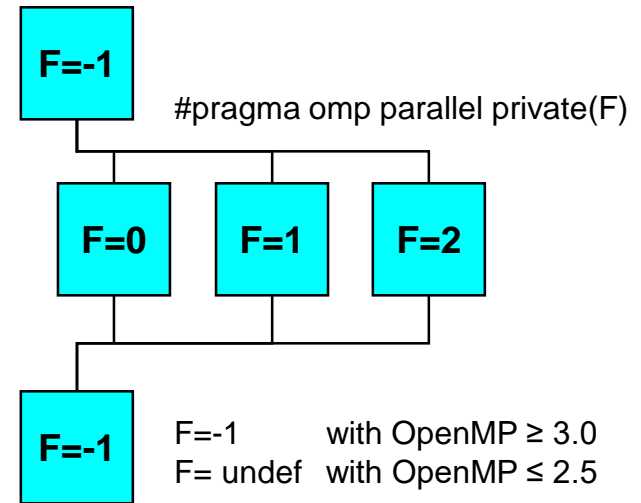 F=-1
#pragma omp parallel private(F)
F=0 F=1 F=2
F=-1
F=-1 with OpenMP ≥ 3.0
F= undef with OpenMP ≤ 2.5